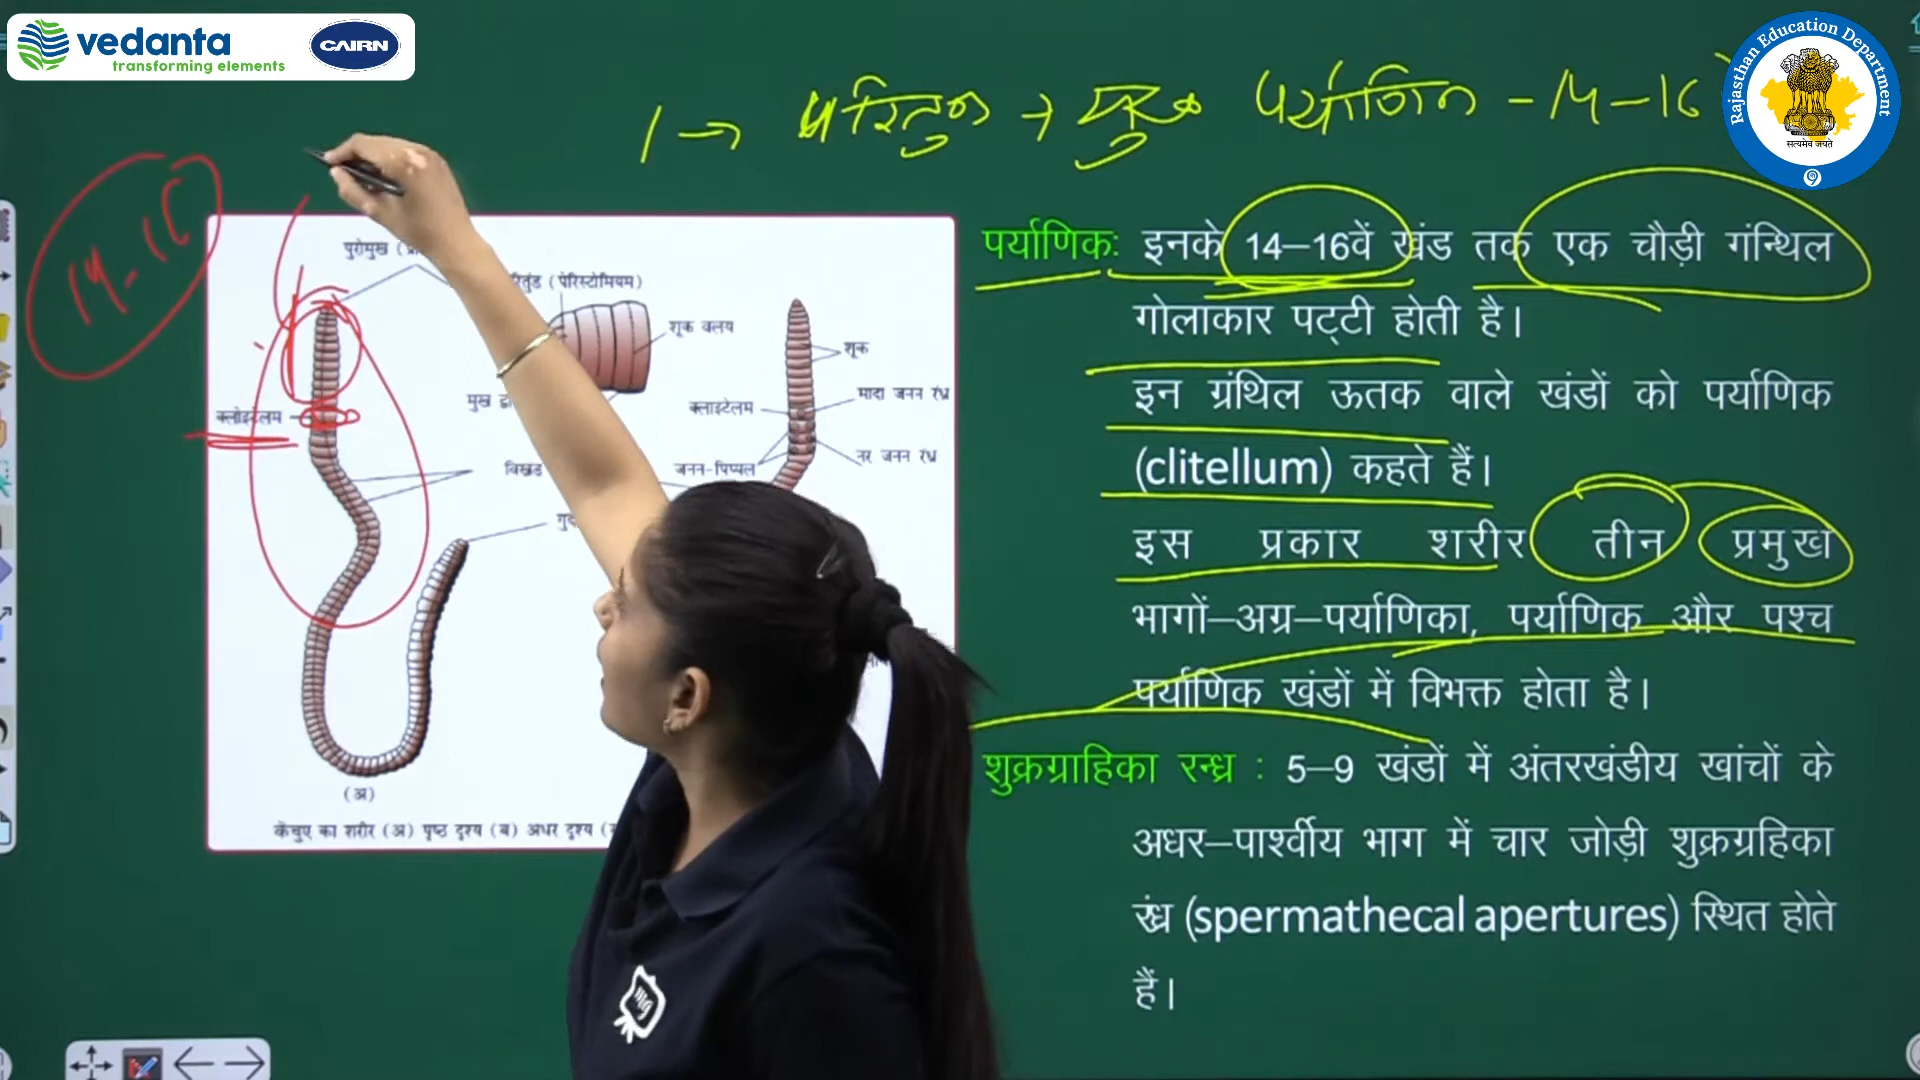 vedanta
transforming elements
CAIRN
Rajasthan Education Department
सत्यमेव जयते
1 → परितुण्ड → मुख पर्याणिका - 14-16
14-16
पर्याणिकः इनके 14–16वें खंड तक एक चौड़ी गंन्थिल
गोलाकार पट्टी होती है।
इन ग्रंथिल ऊतक वाले खंडों को पर्याणिक
(clitellum) कहते हैं।
इस प्रकार शरीर तीन प्रमुख
भागों–अग्र–पर्याणिका, पर्याणिक और पश्च
पर्याणिक खंडों में विभक्त होता है।
शुक्रग्राहिका रन्ध्र : 5–9 खंडों में अंतरखंडीय खांचों के
अधर–पार्श्वीय भाग में चार जोड़ी शुक्रग्रहिका
रंध्र (spermathecal apertures) स्थित होते
हैं।
पुरोमुख
(पेरिस्टोमियम)
शूक वलय
शूक
मुख
क्लाइटेलम
मादा जनन रंध्र
क्लाइटेलम
विखंड
जनन-पिप्पल
नर जनन रंध्र
(अ)
केंचुए का शरीर (अ) पृष्ठ दृश्य (ब) अधर दृश्य